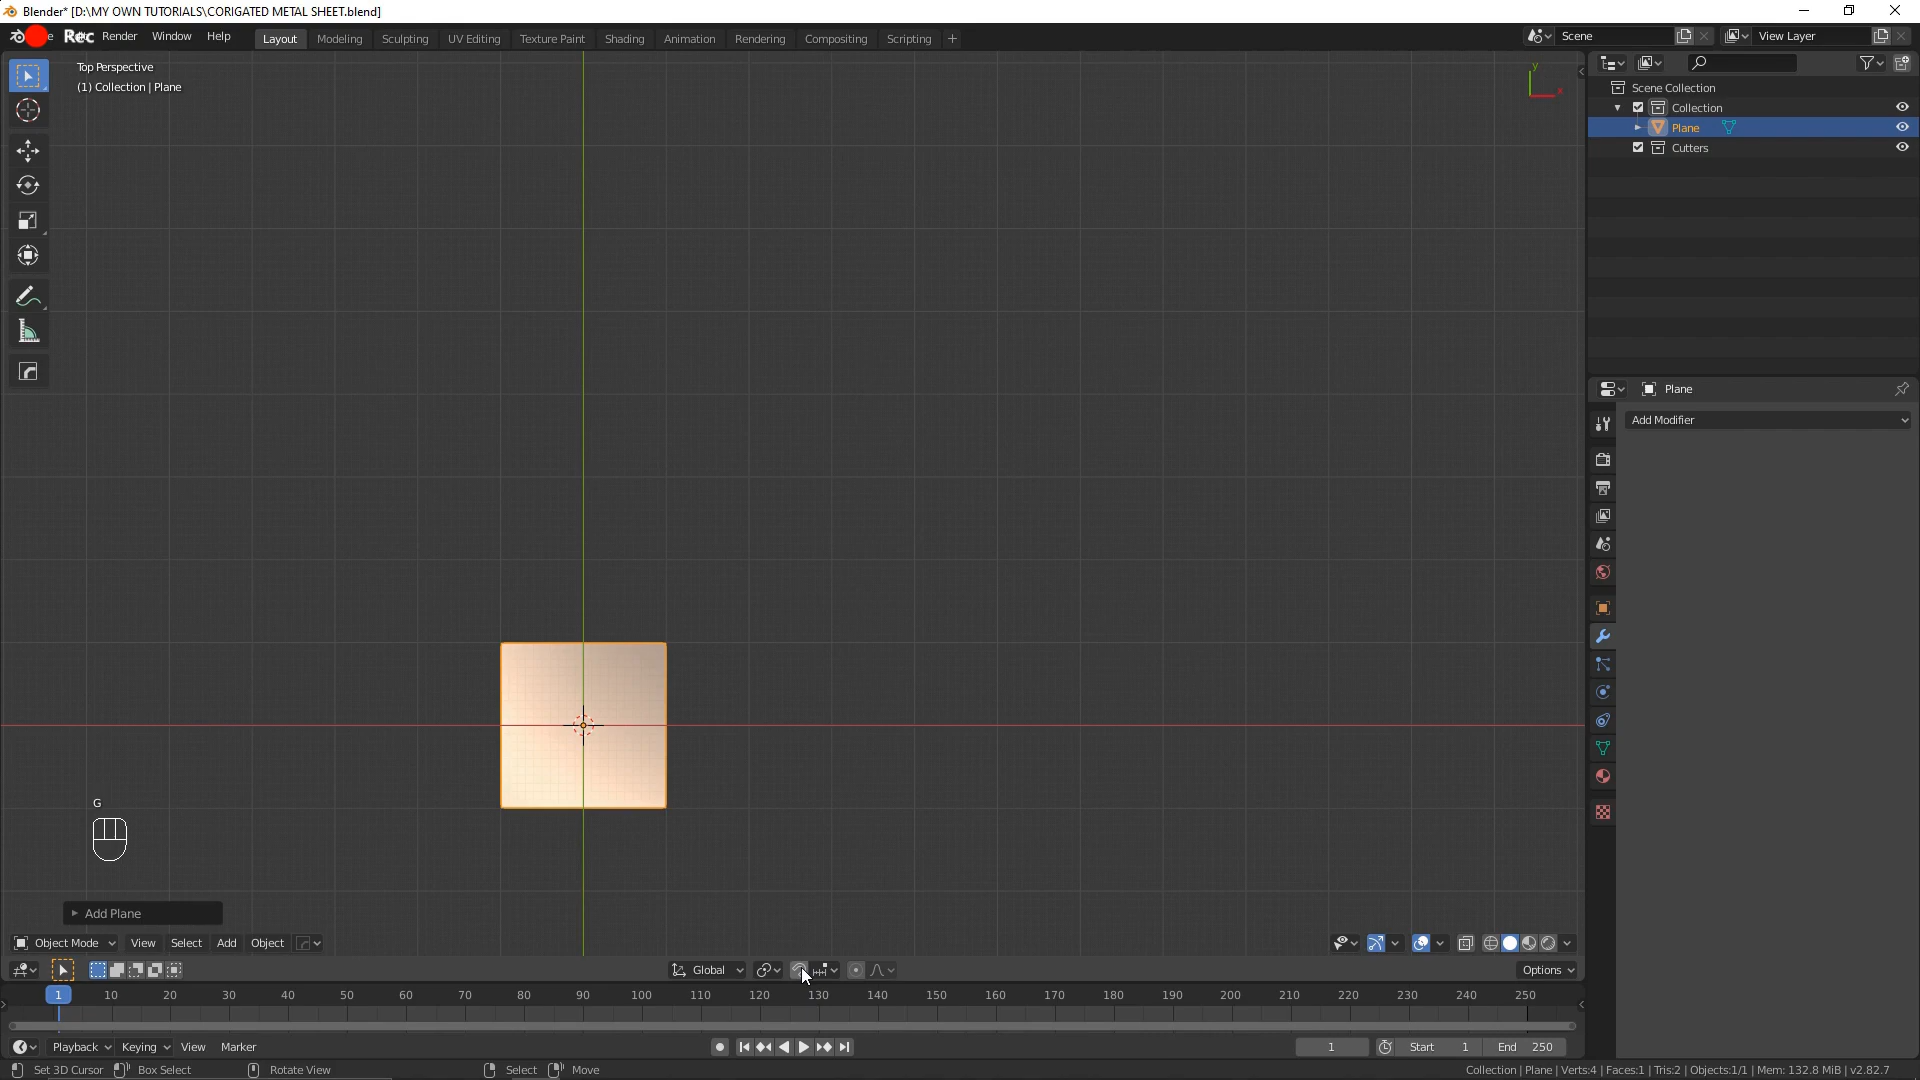 Blender* [D:\MY OWN TUTORIALS\CORIGATED METAL SHEET.blend]
Rec Render Window Help Layout Modeling Sculpting UV Editing Texture Paint Shading Animation Rendering Compositing Scripting + Scene View Layer
Top Perspective
(1) Collection | Plane
y
x
Scene Collection
Collection
Plane
Cutters
Plane
Add Modifier
G
Add Plane
Object Mode View Select Add Object
Global Options
1 10 20 30 40 50 60 70 80 90 100 110 120 130 140 150 160 170 180 190 200 210 220 230 240 250
Playback Keying View Marker 1 Start 1 End 250
Set 3D Cursor Box Select Rotate View Select Move Collection | Plane | Verts:4 | Faces:1 | Tris:2 | Objects:1/1 | Mem: 132.8 MiB | v2.82.7